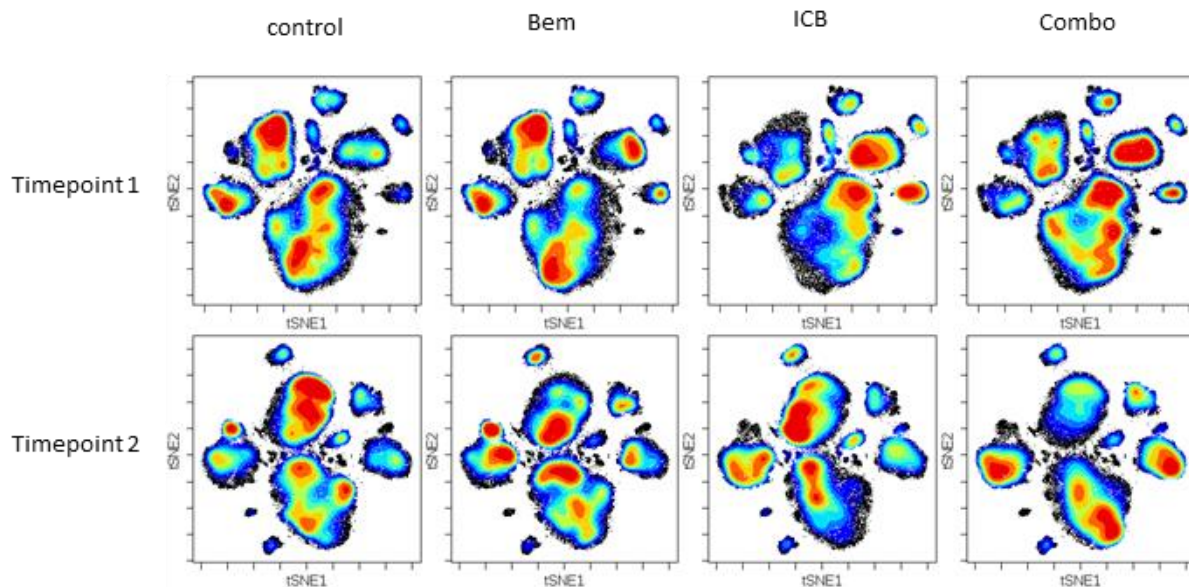 control Bem ICB Combo
Timepoint 1
tSNE2 tSNE2 tSNE2 tSNE2
tSNE1 tSNE1 tSNE1 tSNE1
Timepoint 2
tSNE2 tSNE2 tSNE2 tSNE2
tSNE1 tSNE1 tSNE1 tSNE1